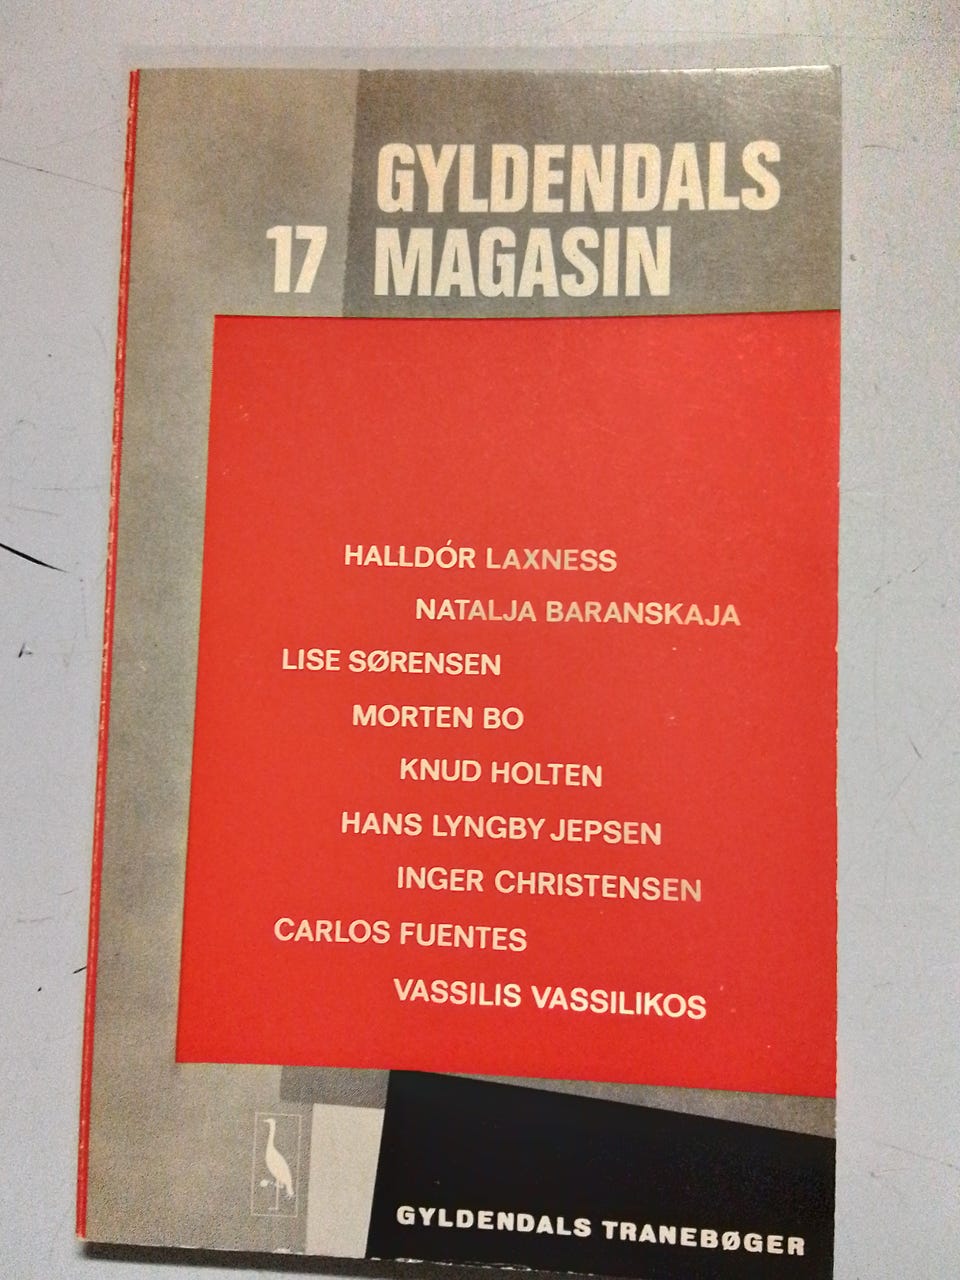 GYLDENDALS
17 MAGASIN
HALLDÓR LAXNESS
NATALJA BARANSKAJA
LISE SØRENSEN
MORTEN BO
KNUD HOLTEN
HANS LYNGBY JEPSEN
INGER CHRISTENSEN
CARLOS FUENTES
VASSILIS VASSILIKOS
GYLDENDALS TRANEBØGER